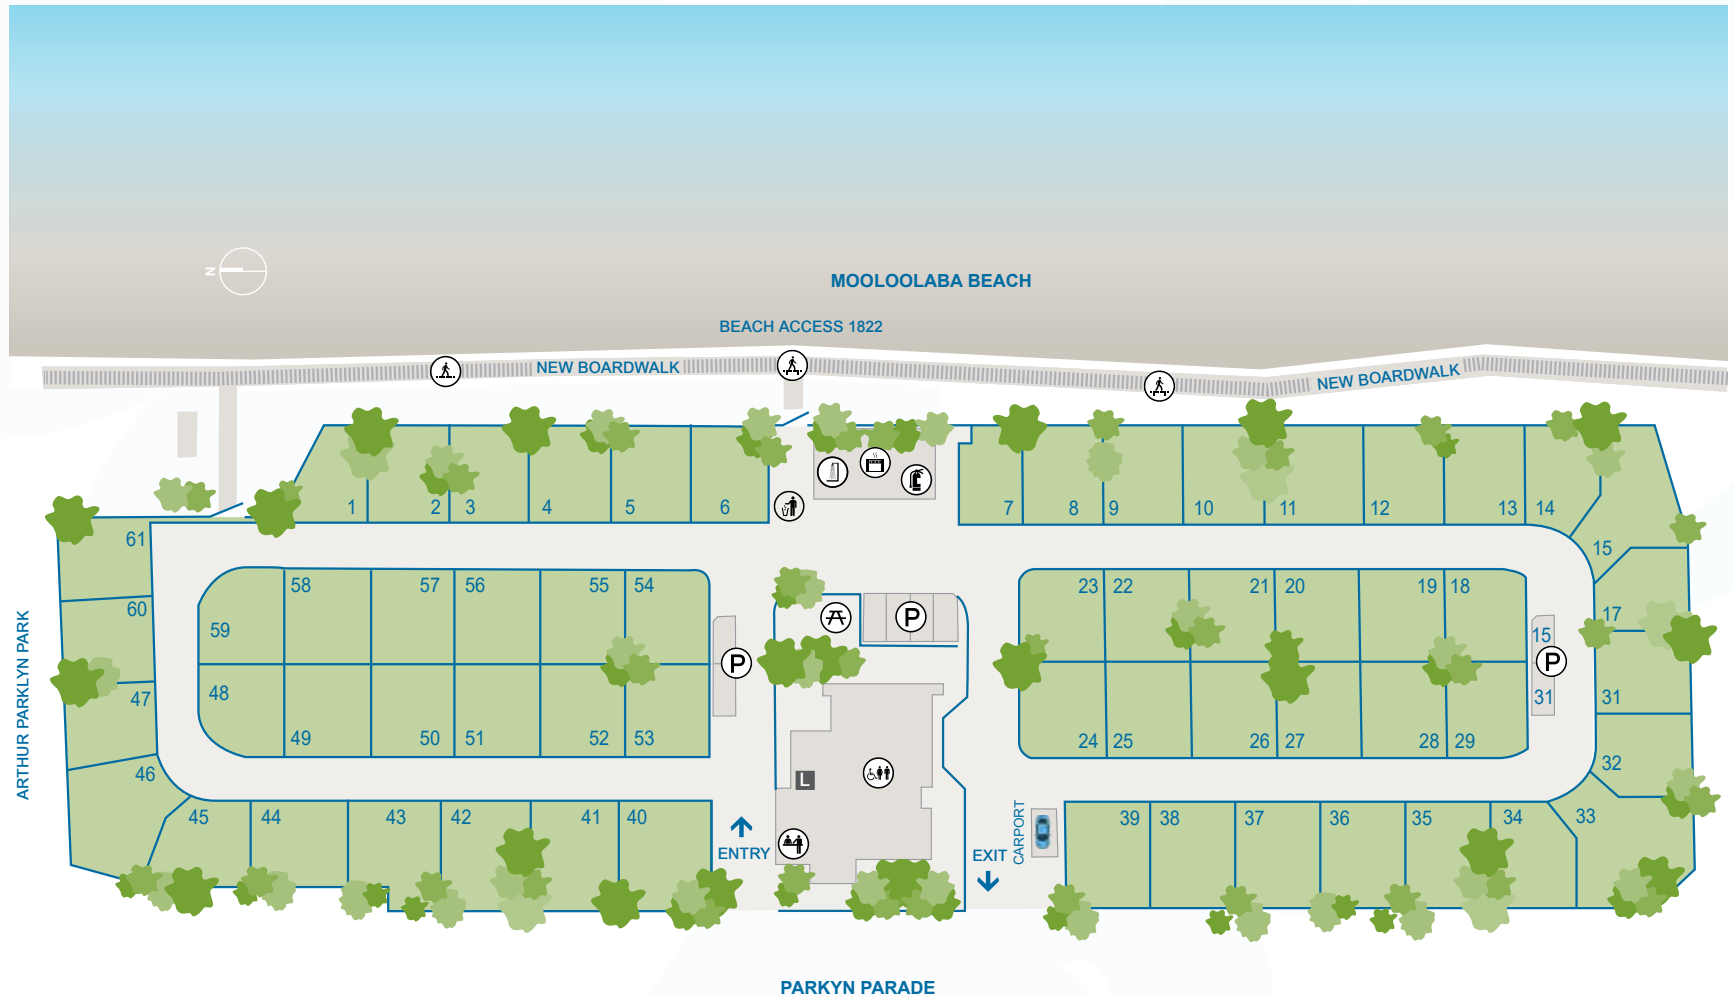 N
MOOLOOLABA BEACH
BEACH ACCESS 1822
NEW BOARDWALK
NEW BOARDWALK
1 2 3 4 5 6
7 8 9 10 11 12 13 14
61
15
60
58 57 56 55 54
23 22 21 20 19 18
17
59
P
15
ARTHUR PARKLYN PARK
P
P
48
47
31
31
49 50 51 52 53
24 25 26 27 28 29
46
L
32
45 44 43 42 41 40
39 38 37 36 35 34 33
ENTRY
EXIT
CARPORT
PARKYN PARADE